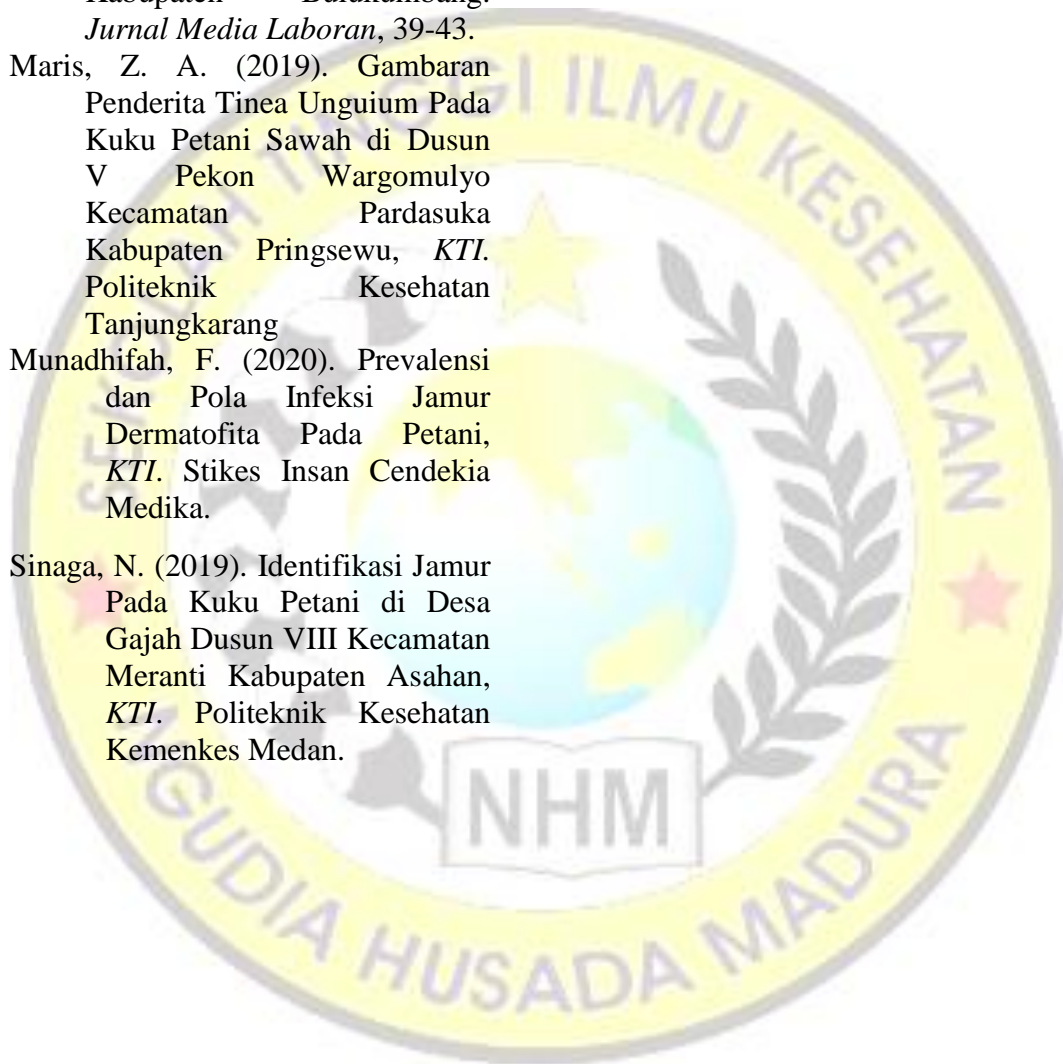 Jurnal Media Laboran, 39-43.
Maris, Z. A. (2019). Gambaran
Penderita Tinea Unguium Pada
Kuku Petani Sawah di Dusun
V Pekon Wargomulyo
Kecamatan Pardasuka
Kabupaten Pringsewu, KTI.
Politeknik Kesehatan
Tanjungkarang
Munadhifah, F. (2020). Prevalensi
dan Pola Infeksi Jamur
Dermatofita Pada Petani,
KTI. Stikes Insan Cendekia
Medika.
Sinaga, N. (2019). Identifikasi Jamur
Pada Kuku Petani di Desa
Gajah Dusun VIII Kecamatan
Meranti Kabupaten Asahan,
KTI. Politeknik Kesehatan
Kemenkes Medan.
SEKOLAH TINGGI ILMU KESEHATAN
NHM
NGUDIA HUSADA MADURA